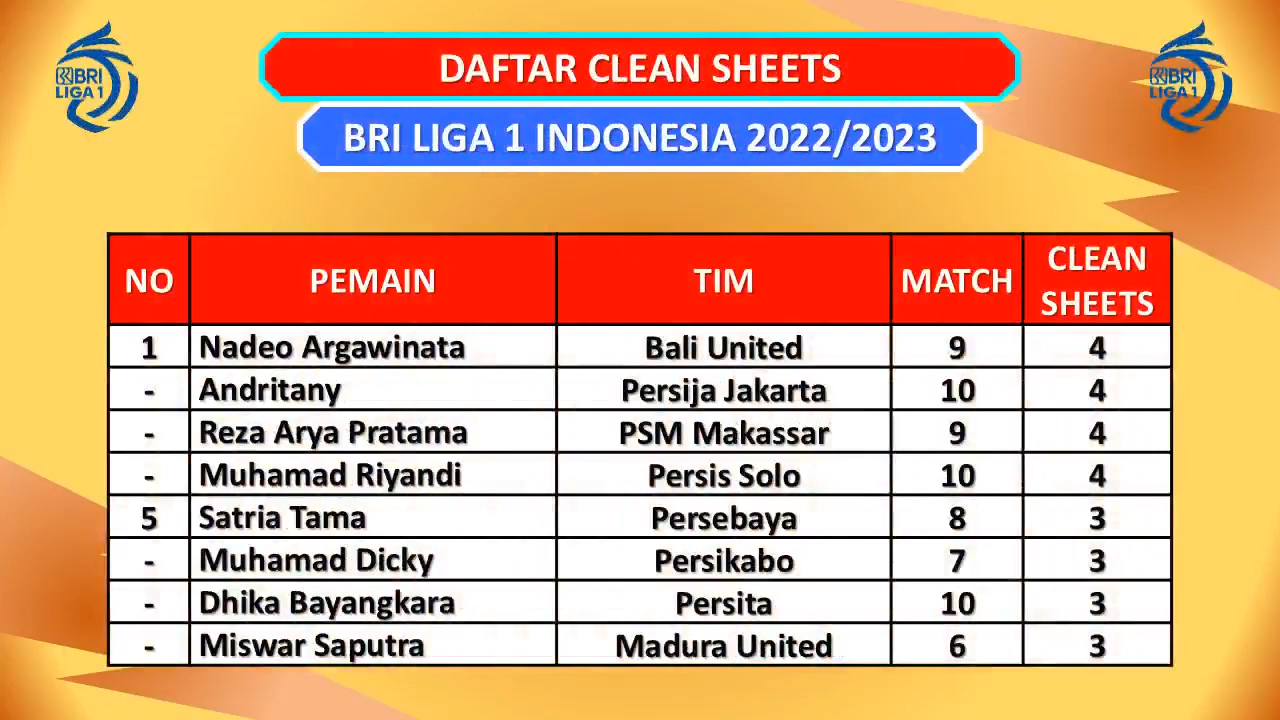 BRI
LIGA 1
BRI
LIGA 1
DAFTAR CLEAN SHEETS
BRI LIGA 1 INDONESIA 2022/2023
NO PEMAIN TIM MATCH CLEAN SHEETS
1 Nadeo Argawinata Bali United 9 4
- Andritany Persija Jakarta 10 4
- Reza Arya Pratama PSM Makassar 9 4
- Muhamad Riyandi Persis Solo 10 4
5 Satria Tama Persebaya 8 3
- Muhamad Dicky Persikabo 7 3
- Dhika Bayangkara Persita 10 3
- Miswar Saputra Madura United 6 3